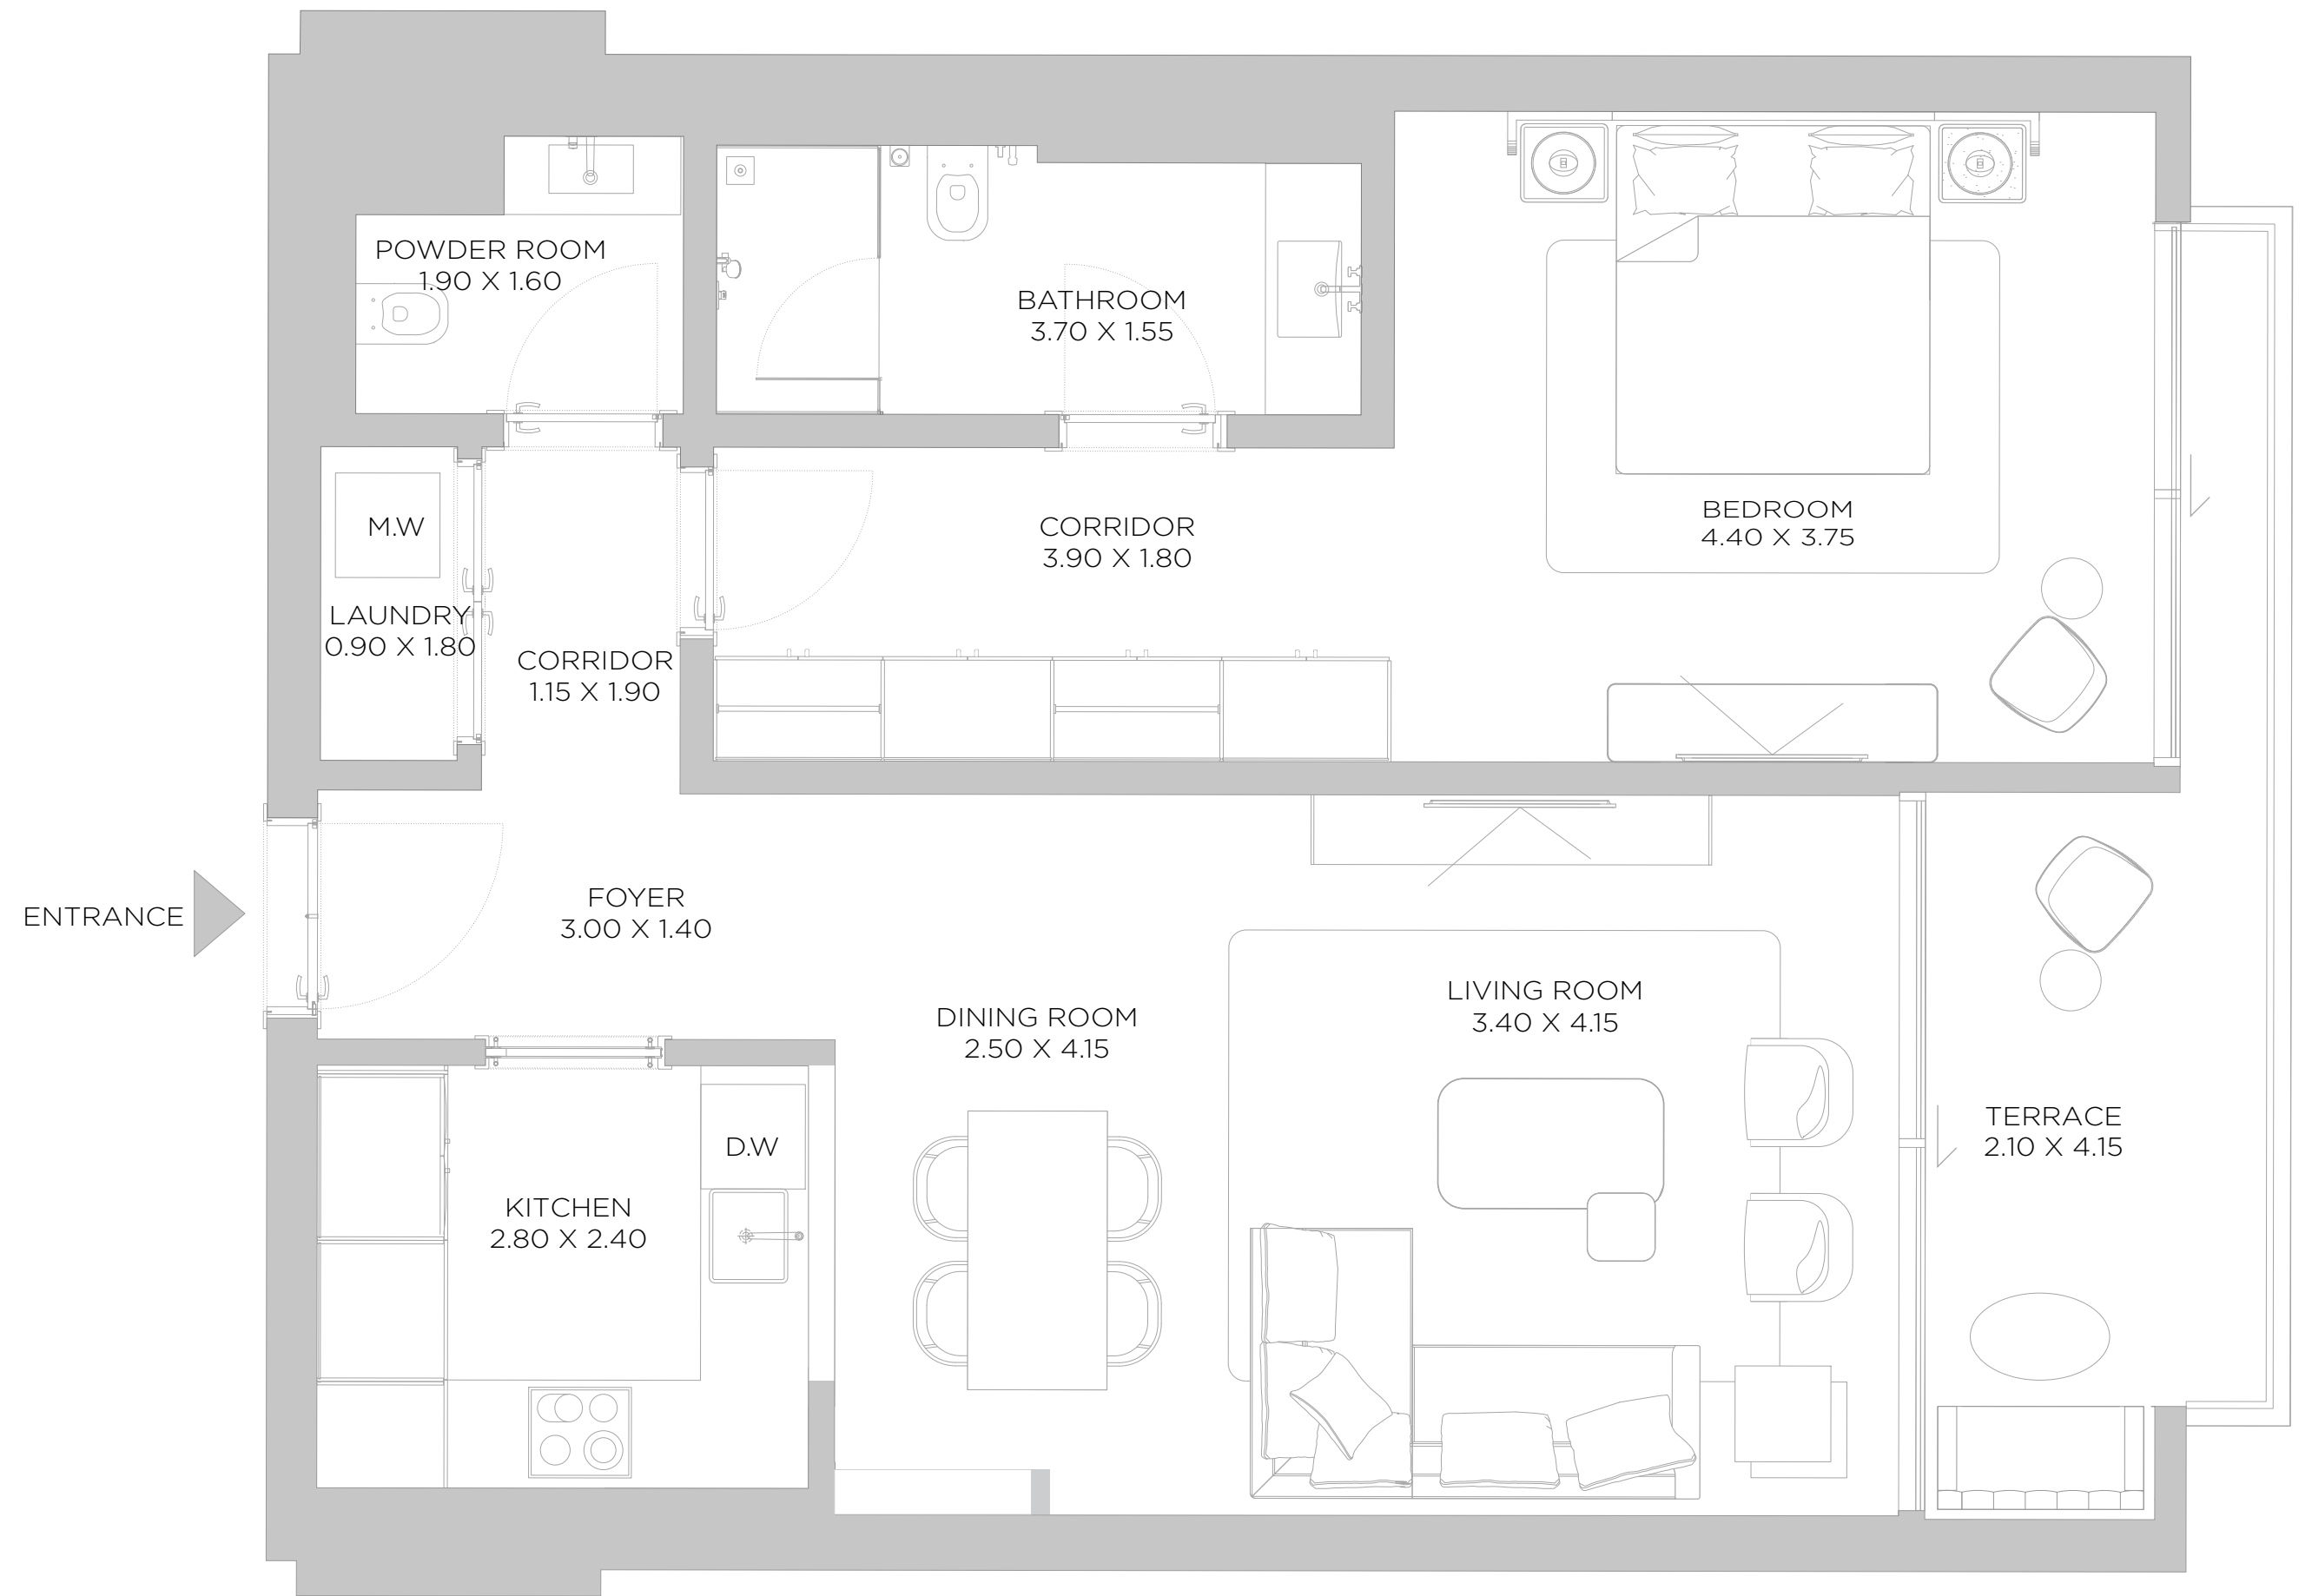 POWDER ROOM
1.90 X 1.60
BATHROOM
3.70 X 1.55
M.W
LAUNDRY
0.90 X 1.80
CORRIDOR
1.15 X 1.90
CORRIDOR
3.90 X 1.80
BEDROOM
4.40 X 3.75
ENTRANCE
FOYER
3.00 X 1.40
DINING ROOM
2.50 X 4.15
LIVING ROOM
3.40 X 4.15
TERRACE
2.10 X 4.15
D.W
KITCHEN
2.80 X 2.40